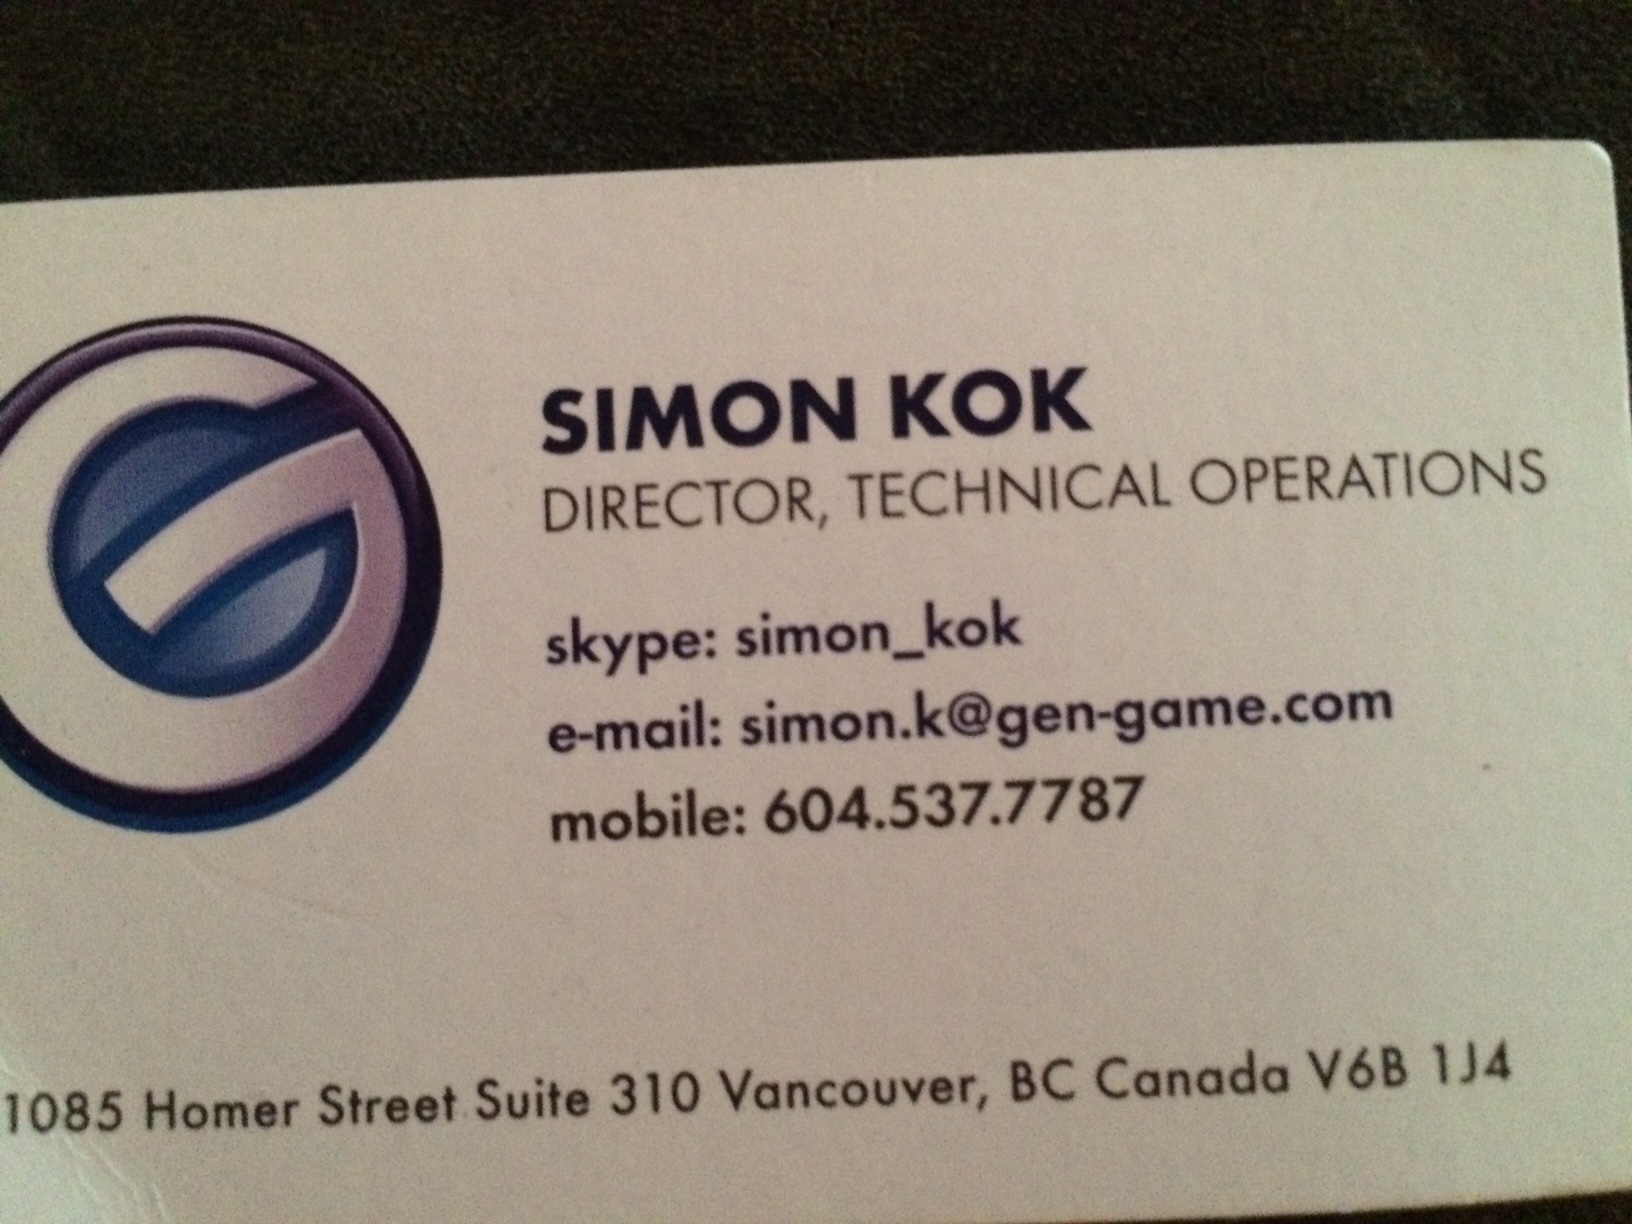 SIMON KOK
DIRECTOR, TECHNICAL OPERATIONS
skype: simon_kok
e-mail: simon.k@gen-game.com
mobile: 604.537.7787
1085 Homer Street Suite 310 Vancouver, BC Canada V6B 1J4